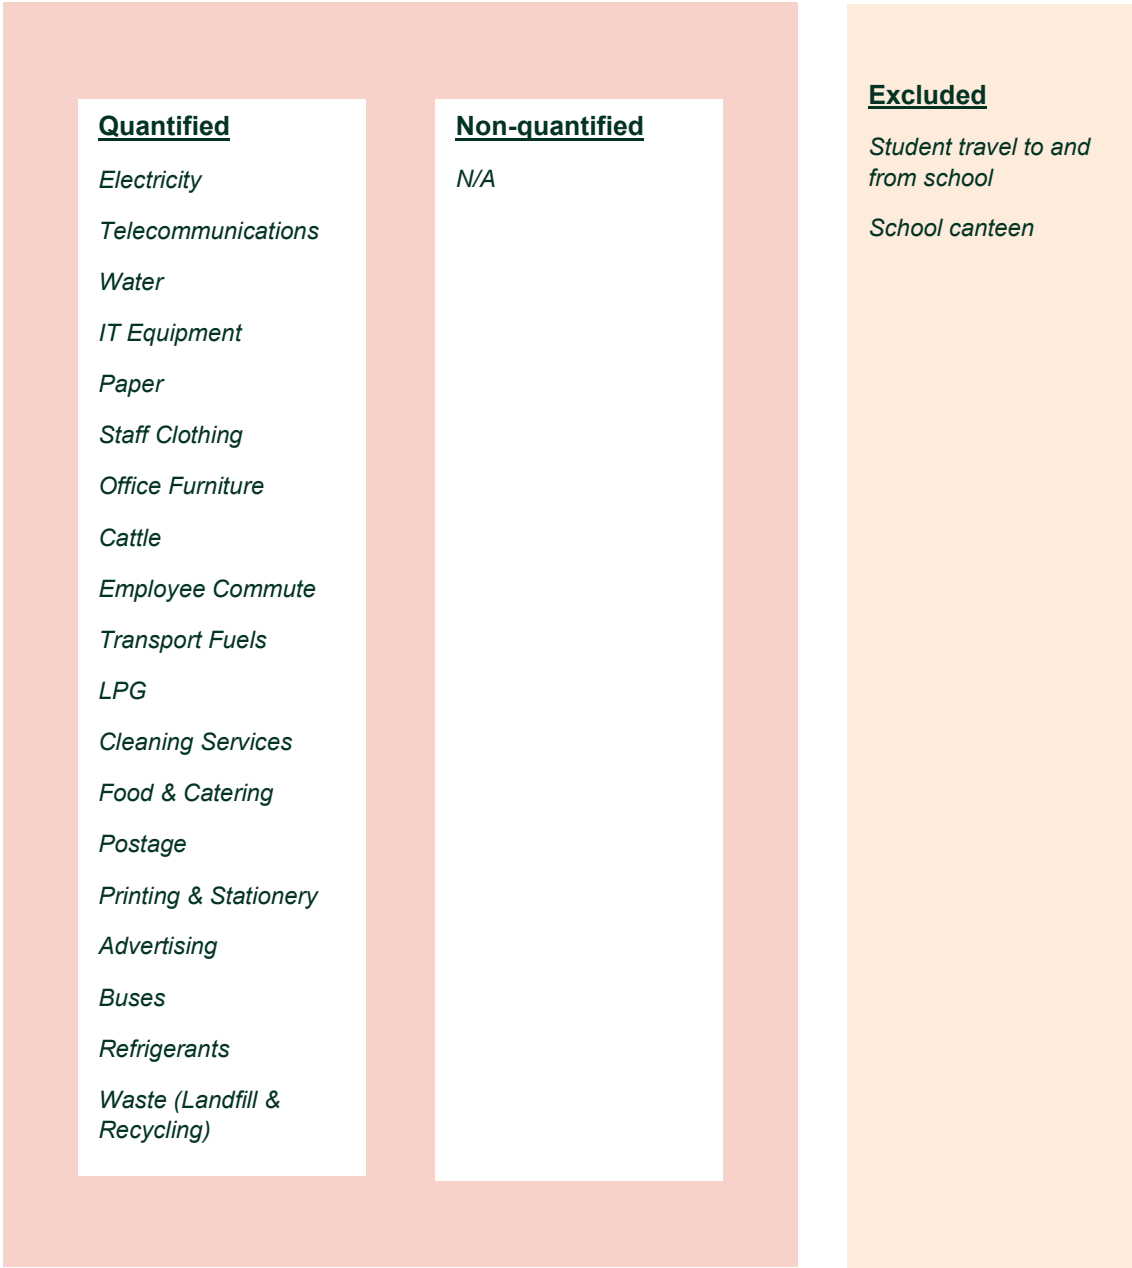 Quantified
Electricity
Telecommunications
Water
IT Equipment
Paper
Staff Clothing
Office Furniture
Cattle
Employee Commute
Transport Fuels
LPG
Cleaning Services
Food & Catering
Postage
Printing & Stationery
Advertising
Buses
Refrigerants
Waste (Landfill &
Recycling)
Non-quantified
N/A
Excluded
Student travel to and
from school
School canteen